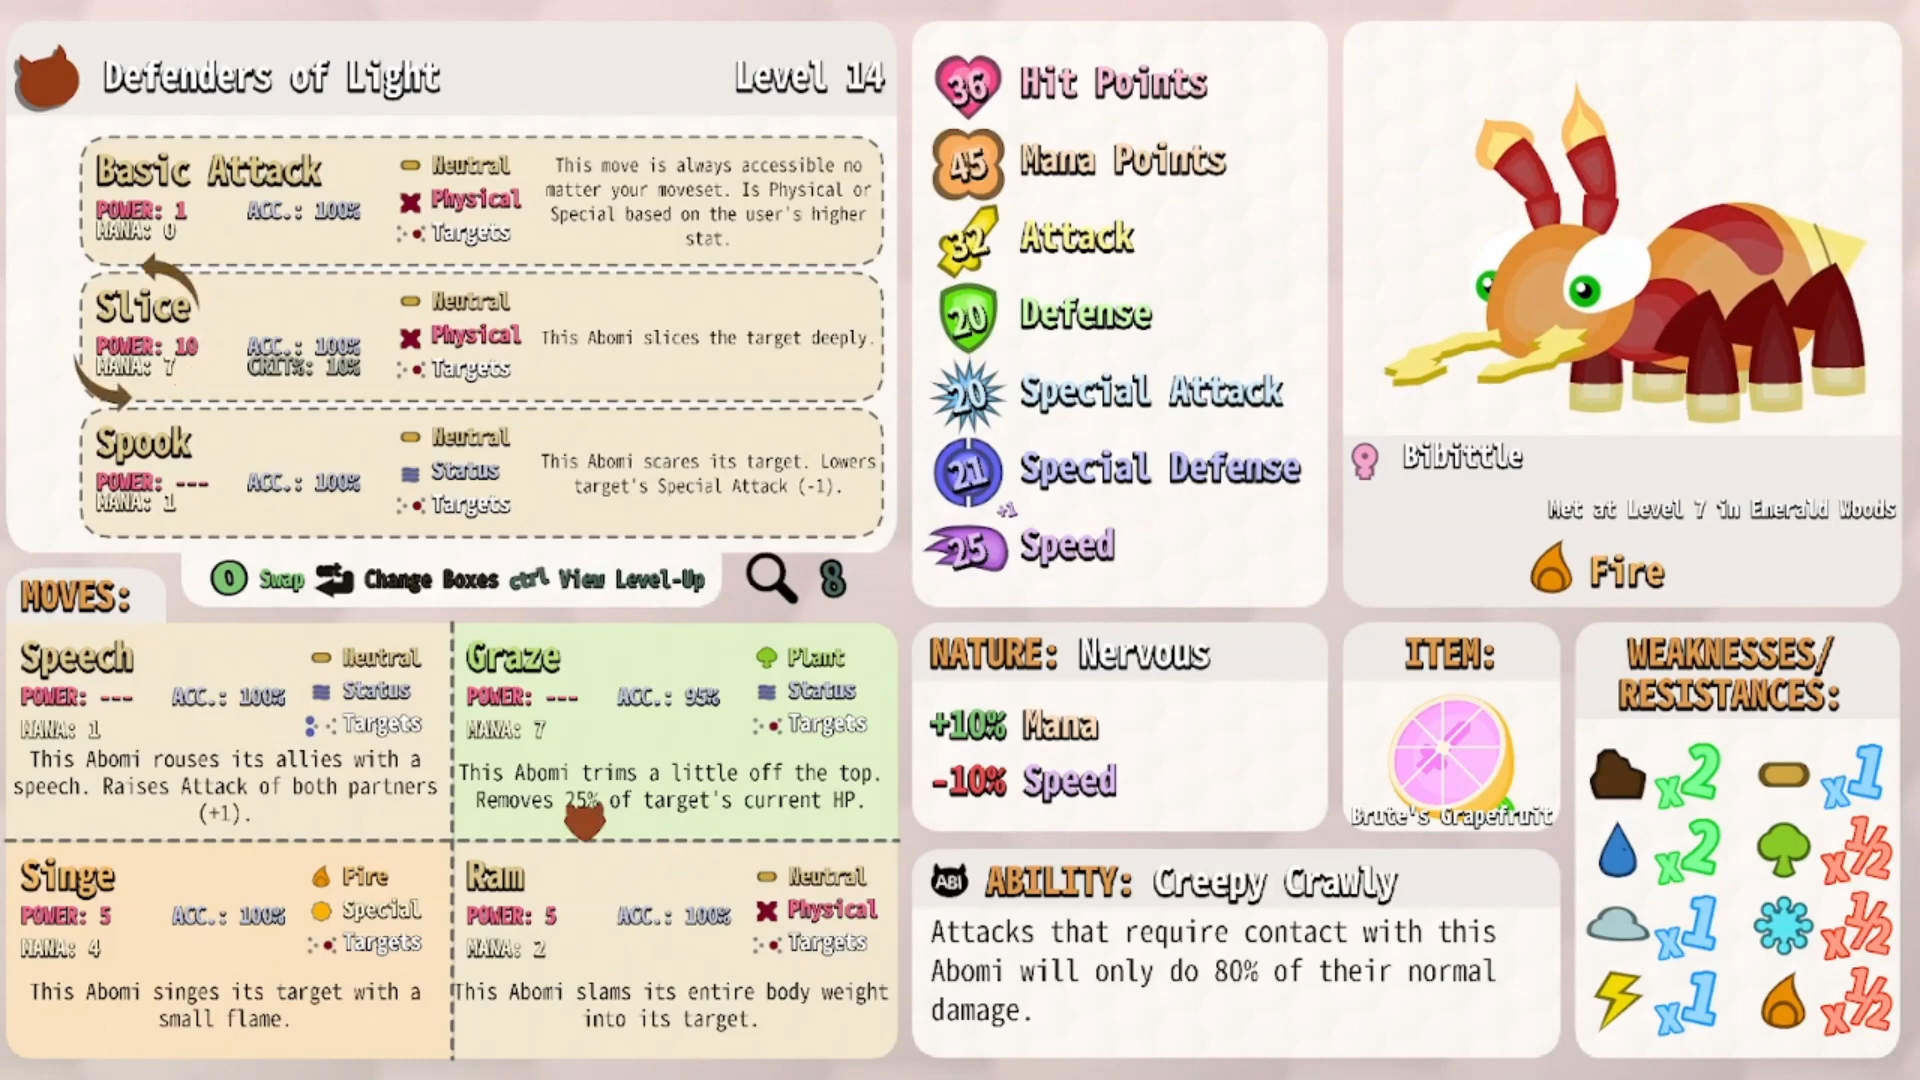 Defenders of Light
Level 14
Basic Attack
POWER: 1
ACC.: 100%
MANA: 0
Neutral
Physical
Targets
This move is always accessible no
matter your moveset. Is Physical or
Special based on the user's higher
stat.
Slice
POWER: 10
ACC.: 100%
MANA: 7
CRIT%: 10%
Neutral
Physical
Targets
This Abomi slices the target deeply.
Spook
POWER: ---
ACC.: 100%
MANA: 1
Neutral
Status
Targets
This Abomi scares its target. Lowers
target's Special Attack (-1).
0 Swap Change Boxes ctrl View Level-Up
8
MOVES:
Speech
POWER: ---
ACC.: 100%
MANA: 1
Neutral
Status
Targets
This Abomi rouses its allies with a
speech. Raises Attack of both partners
(+1).
Graze
POWER: ---
ACC.: 95%
MANA: 7
Plant
Status
Targets
This Abomi trims a little off the top.
Removes 25% of target's current HP.
Singe
POWER: 5
ACC.: 100%
MANA: 4
Fire
Special
Targets
This Abomi singes its target with a
small flame.
Ram
POWER: 5
ACC.: 100%
MANA: 2
Neutral
Physical
Targets
This Abomi slams its entire body weight
into its target.
36 Hit Points
45 Mana Points
32 Attack
20 Defense
20 Special Attack
21 Special Defense
+1
25 Speed
Bibittle
Met at Level 7 in Emerald Woods
Fire
NATURE: Nervous
+10% Mana
-10% Speed
ITEM:
Brute's Grapefruit
ABI ABILITY: Creepy Crawly
Attacks that require contact with this
Abomi will only do 80% of their normal
damage.
WEAKNESSES/
RESISTANCES:
x2 x1
x2 x½
x1 x½
x1 x½